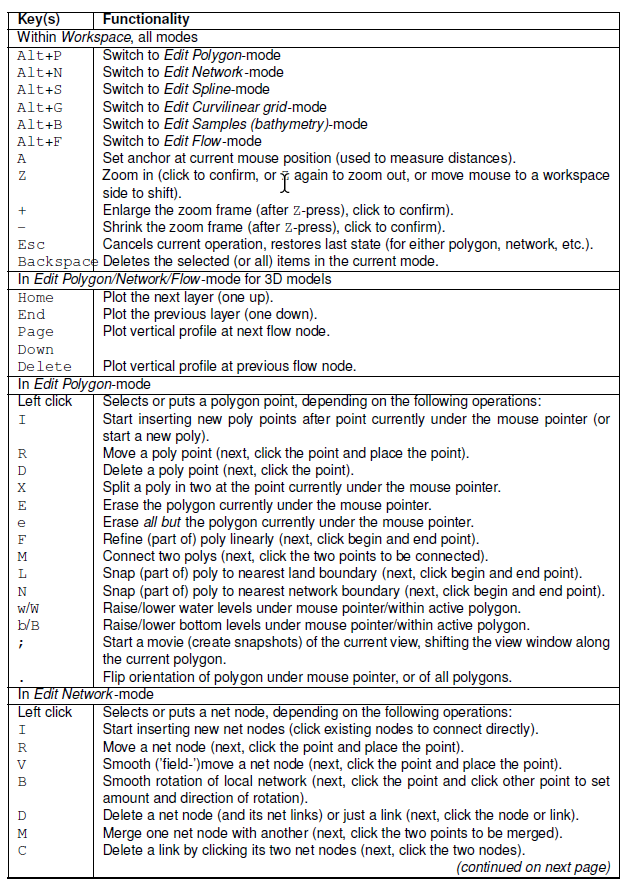 Key(s) Functionality
Within Workspace, all modes
Alt+P Switch to Edit Polygon-mode
Alt+N Switch to Edit Network-mode
Alt+S Switch to Edit Spline-mode
Alt+G Switch to Edit Curvilinear grid-mode
Alt+B Switch to Edit Samples (bathymetry)-mode
Alt+F Switch to Edit Flow-mode
A Set anchor at current mouse position (used to measure distances).
Z Zoom in (click to confirm, or Z again to zoom out, or move mouse to a workspace
side to shift).
+ Enlarge the zoom frame (after Z-press), click to confirm).
- Shrink the zoom frame (after Z-press), click to confirm).
Esc Cancels current operation, restores last state (for either polygon, network, etc.).
Backspace Deletes the selected (or all) items in the current mode.
In Edit Polygon/Network/Flow-mode for 3D models
Home Plot the next layer (one up).
End Plot the previous layer (one down).
Page Plot vertical profile at next flow node.
Down
Delete Plot vertical profile at previous flow node.
In Edit Polygon-mode
Left click Selects or puts a polygon point, depending on the following operations:
I Start inserting new poly points after point currently under the mouse pointer (or
start a new poly).
R Move a poly point (next, click the point and place the point).
D Delete a poly point (next, click the point).
X Split a poly in two at the point currently under the mouse pointer.
E Erase the polygon currently under the mouse pointer.
e Erase all but the polygon currently under the mouse pointer.
F Refine (part of) poly linearly (next, click begin and end point).
M Connect two polys (next, click the two points to be connected).
L Snap (part of) poly to nearest land boundary (next, click begin and end point).
N Snap (part of) poly to nearest network boundary (next, click begin and end point).
w/W Raise/lower water levels under mouse pointer/within active polygon.
b/B Raise/lower bottom levels under mouse pointer/within active polygon.
; Start a movie (create snapshots) of the current view, shifting the view window along
the current polygon.
. Flip orientation of polygon under mouse pointer, or of all polygons.
In Edit Network-mode
Left click Selects or puts a net node, depending on the following operations:
I Start inserting new net nodes (click existing nodes to connect directly).
R Move a net node (next, click the point and place the point).
V Smooth ('field-')move a net node (next, click the point and place the point).
B Smooth rotation of local network (next, click the point and click other point to set
amount and direction of rotation).
D Delete a net node (and its net links) or just a link (next, click the node or link).
M Merge one net node with another (next, click the two points to be merged).
C Delete a link by clicking its two net nodes (next, click the two nodes).
(continued on next page)